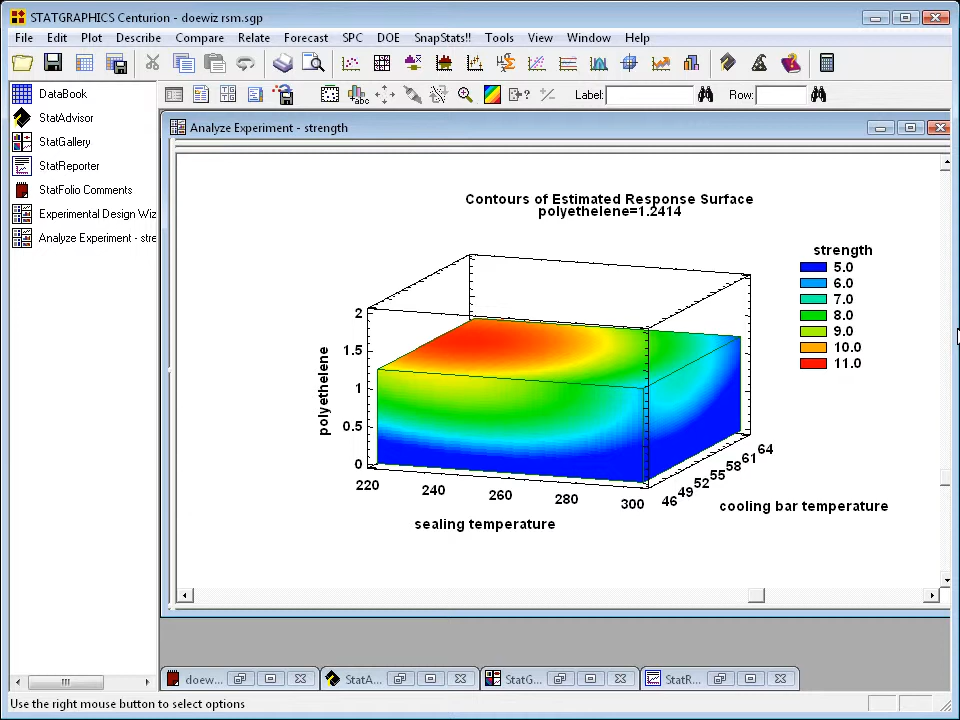 STATGRAPHICS Centurion - doewiz rsm.sgp
File Edit Plot Describe Compare Relate Forecast SPC DOE SnapStats!! Tools View Window Help
Label: Row:
DataBook
StatAdvisor
StatGallery
StatReporter
StatFolio Comments
Experimental Design Wiz
Analyze Experiment - stre
Analyze Experiment - strength
Contours of Estimated Response Surface
polyethelene=1.2414
strength
5.0
6.0
7.0
8.0
9.0
10.0
11.0
polyethelene
2
1.5
1
0.5
0
220 240 260 280 300
sealing temperature
46 49 52 55 58 61 64
cooling bar temperature
doew... StatA... StatG... StatR...
Use the right mouse button to select options